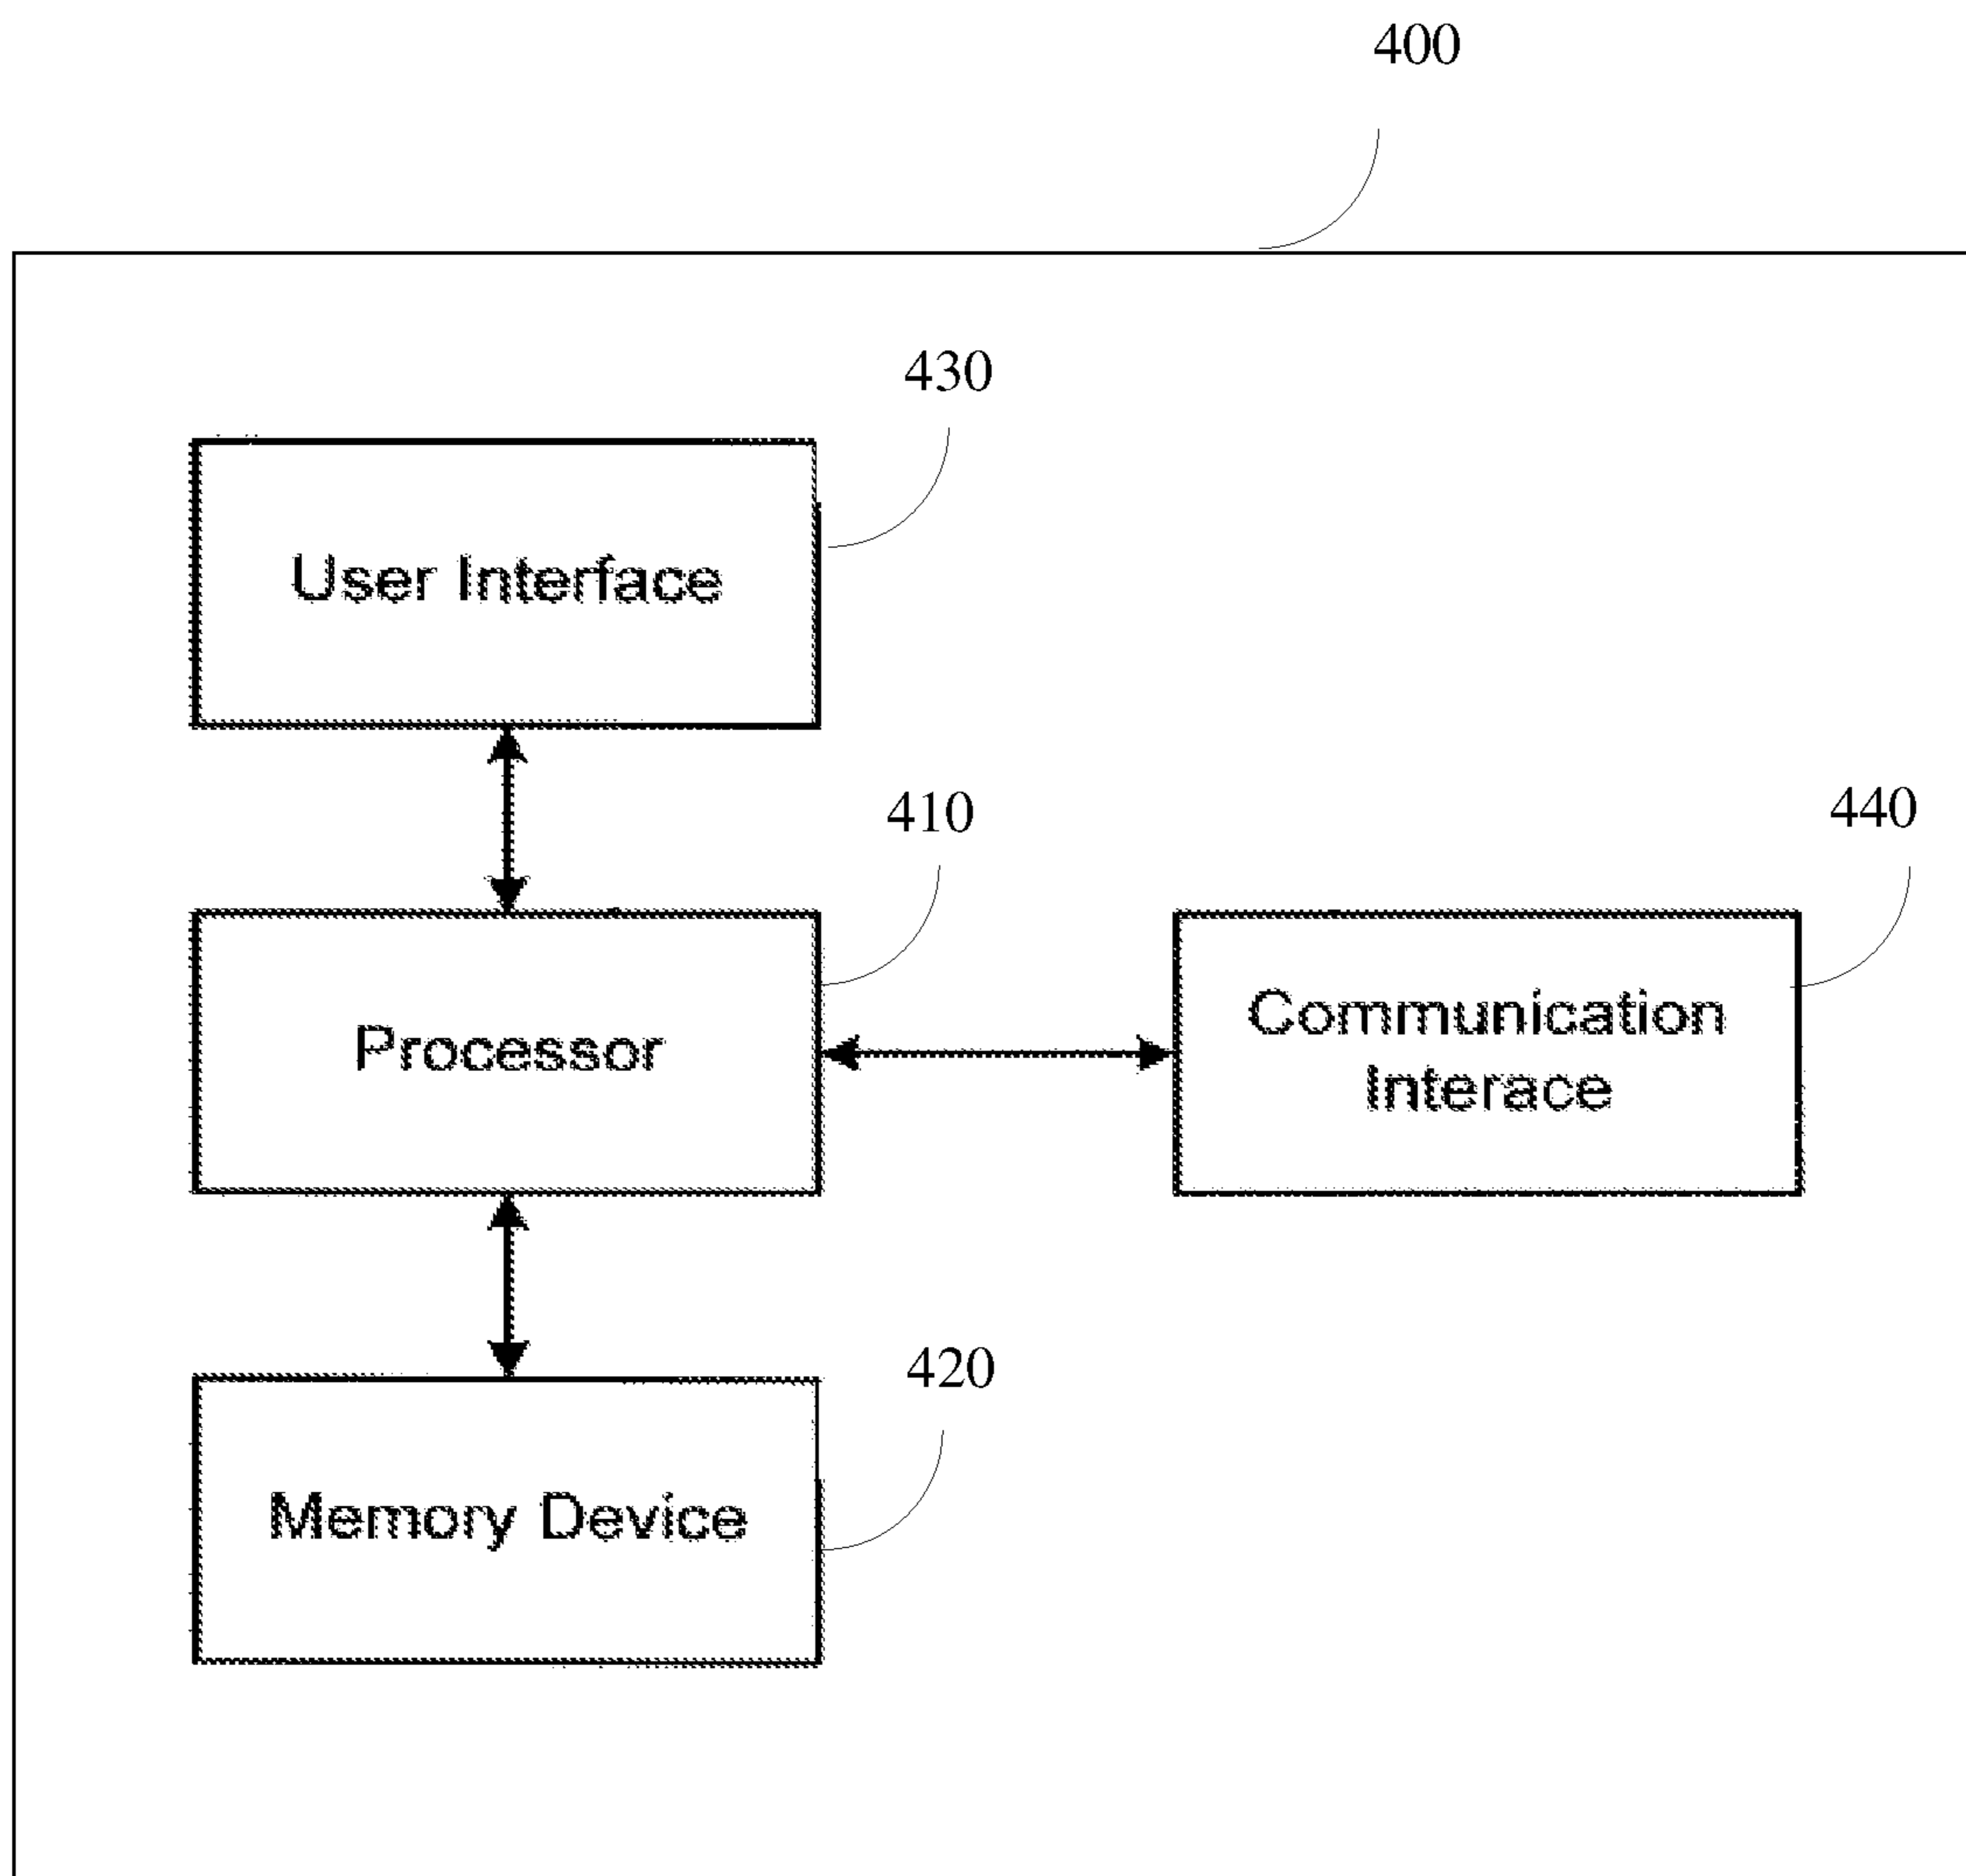 400
430
User Interface
410
440
Processor
Communication
Interace
420
Memory Device